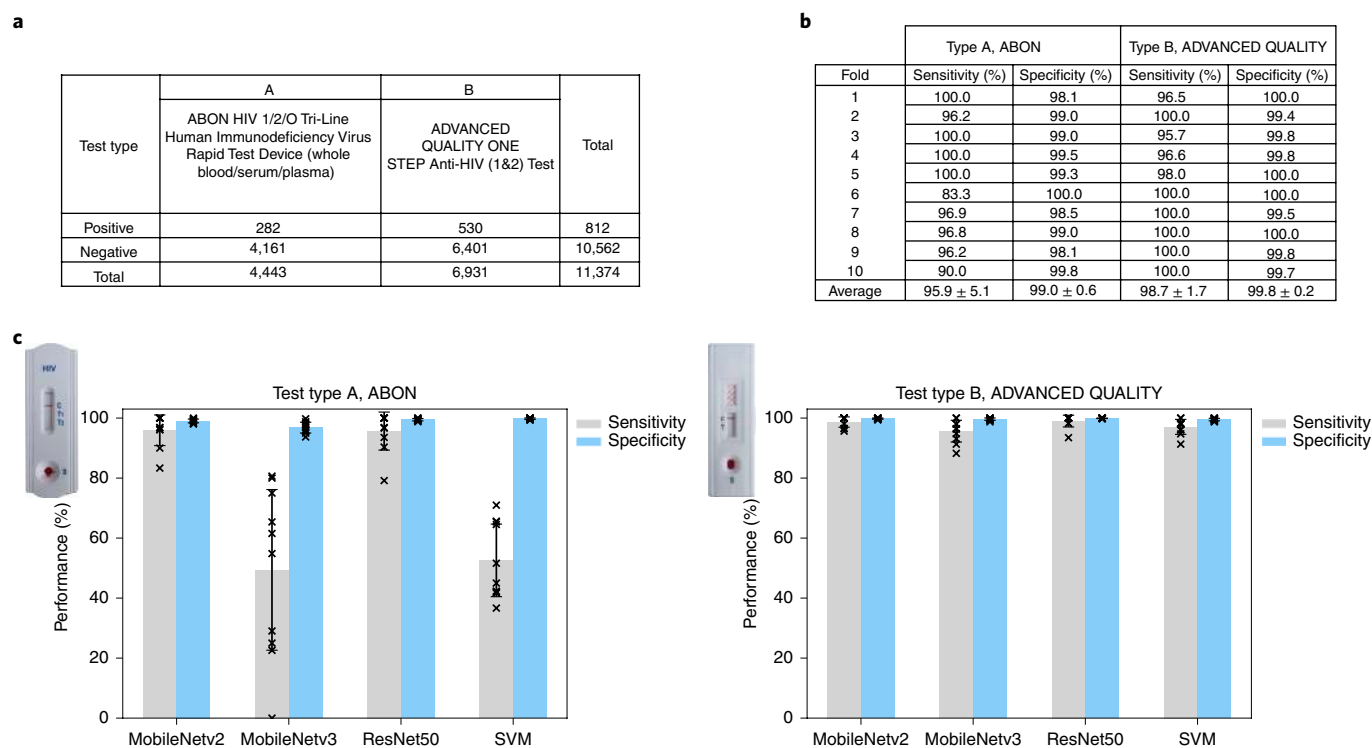 a
Test type
A
B
Total
ABON HIV 1/2/O Tri-Line
Human Immunodeficiency Virus
Rapid Test Device (whole
blood/serum/plasma)
ADVANCED
QUALITY ONE
STEP Anti-HIV (1&2) Test
Positive 282 530 812
Negative 4,161 6,401 10,562
Total 4,443 6,931 11,374
b
Type A, ABON Type B, ADVANCED QUALITY
Fold Sensitivity (%) Specificity (%) Sensitivity (%) Specificity (%)
1 100.0 98.1 96.5 100.0
2 96.2 99.0 100.0 99.4
3 100.0 99.0 95.7 99.8
4 100.0 99.5 96.6 99.8
5 100.0 99.3 98.0 100.0
6 83.3 100.0 100.0 100.0
7 96.9 98.5 100.0 99.5
8 96.8 99.0 100.0 100.0
9 96.2 98.1 100.0 99.8
10 90.0 99.8 100.0 99.7
Average 95.9 ± 5.1 99.0 ± 0.6 98.7 ± 1.7 99.8 ± 0.2
c
HIV
C
T1
T2
S
Test type A, ABON
Performance (%)
100
80
60
40
20
0
MobileNetv2 MobileNetv3 ResNet50 SVM
Sensitivity
Specificity
C
T
S
Test type B, ADVANCED QUALITY
Performance (%)
100
80
60
40
20
0
MobileNetv2 MobileNetv3 ResNet50 SVM
Sensitivity
Specificity